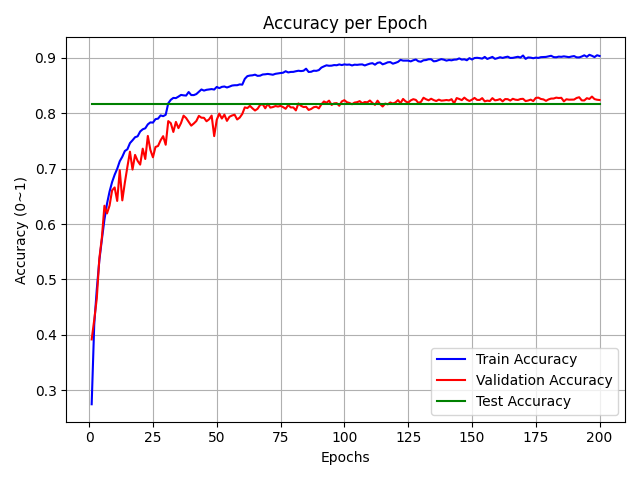 Accuracy per Epoch
Accuracy (0~1)
0.9
0.8
0.7
0.6
0.5
0.4
0.3
Train Accuracy
Validation Accuracy
Test Accuracy
0 25 50 75 100 125 150 175 200
Epochs